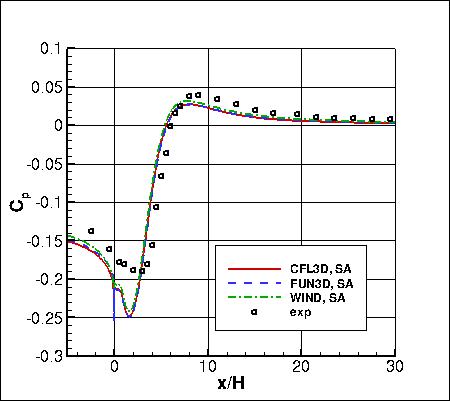 0.1
0.05
0
-0.05
-0.1
-0.15
-0.2
-0.25
-0.3
Cp
CFL3D, SA
FUN3D, SA
WIND, SA
exp
0 10 20 30
x/H